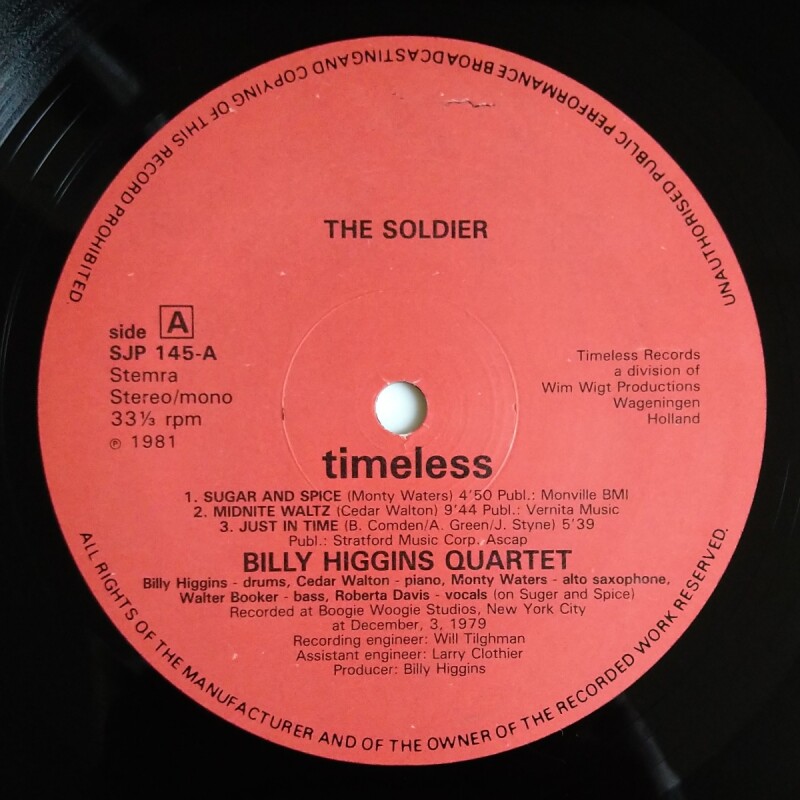 UNAUTHORISED PUBLIC PERFORMANCE BROADCASTINGAND COPYING OF THIS RECORD PROHIBITED.
THE SOLDIER
side A
SJP 145-A
Stemra
Stereo/mono
33⅓ rpm
℗ 1981
Timeless Records
a division of
Wim Wigt Productions
Wageningen
Holland
timeless
1. SUGAR AND SPICE (Monty Waters) 4'50 Publ.: Monville BMI
2. MIDNITE WALTZ (Cedar Walton) 9'44 Publ.: Vernita Music
3. JUST IN TIME (B. Comden/A. Green/J. Styne) 5'39
Publ.: Stratford Music Corp. Ascap
BILLY HIGGINS QUARTET
Billy Higgins - drums, Cedar Walton - piano, Monty Waters - alto saxophone,
Walter Booker - bass, Roberta Davis - vocals (on Suger and Spice)
Recorded at Boogie Woogie Studios, New York City
at December, 3, 1979
Recording engineer: Will Tilghman
Assistant engineer: Larry Clothier
Producer: Billy Higgins
ALL RIGHTS OF THE MANUFACTURER AND OF THE OWNER OF THE RECORDED WORK RESERVED.